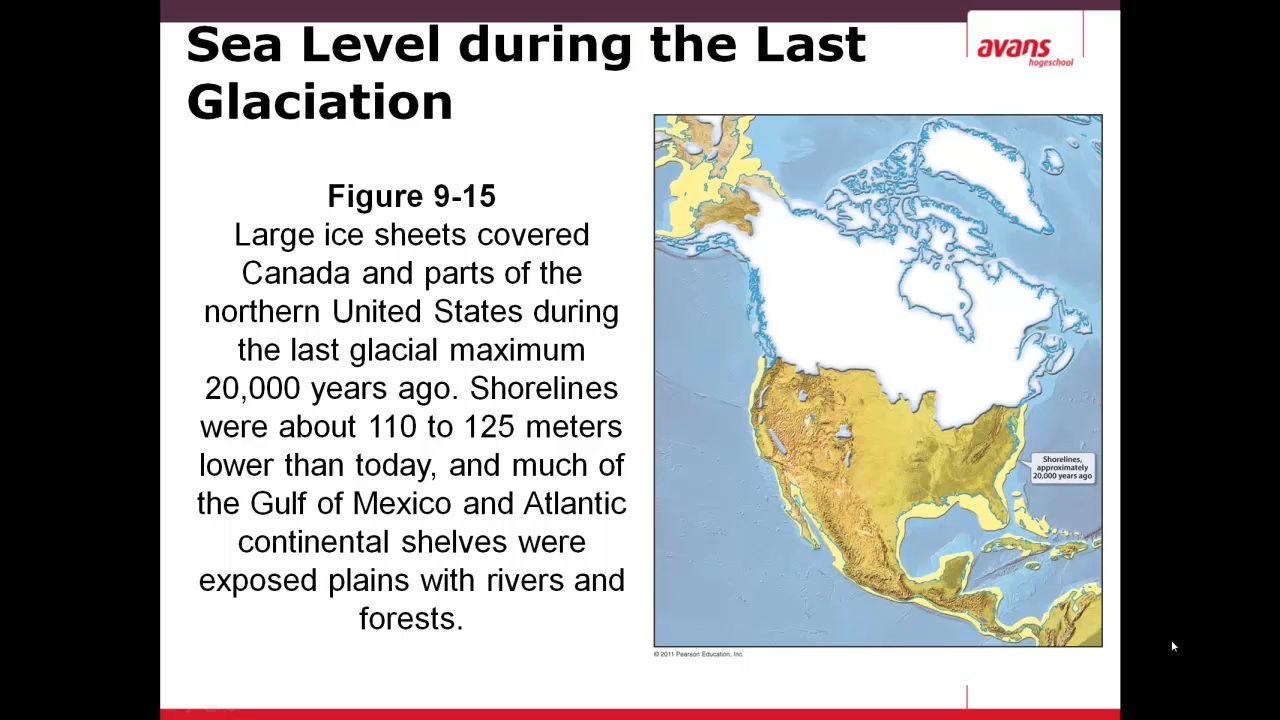 Sea Level during the Last
Glaciation
avans
hogeschool
Figure 9-15
Large ice sheets covered
Canada and parts of the
northern United States during
the last glacial maximum
20,000 years ago. Shorelines
were about 110 to 125 meters
lower than today, and much of
the Gulf of Mexico and Atlantic
continental shelves were
exposed plains with rivers and
forests.
Shorelines,
approximately
20,000 years ago
© 2011 Pearson Education, Inc.